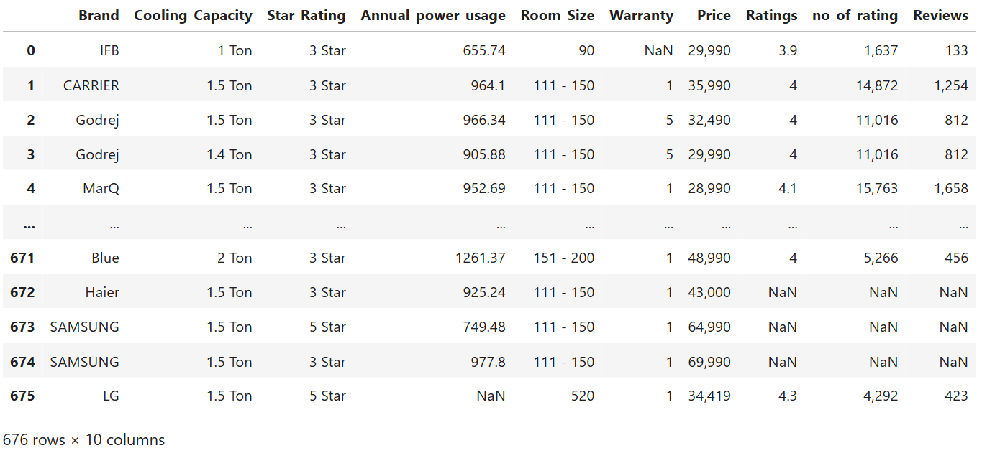 Brand Cooling_Capacity Star_Rating Annual_power_usage Room_Size Warranty Price Ratings no_of_rating Reviews
0 IFB 1 Ton 3 Star 655.74 90 NaN 29,990 3.9 1,637 133
1 CARRIER 1.5 Ton 3 Star 964.1 111 - 150 1 35,990 4 14,872 1,254
2 Godrej 1.5 Ton 3 Star 966.34 111 - 150 5 32,490 4 11,016 812
3 Godrej 1.4 Ton 3 Star 905.88 111 - 150 5 29,990 4 11,016 812
4 MarQ 1.5 Ton 3 Star 952.69 111 - 150 1 28,990 4.1 15,763 1,658
... ... ... ... ... ... ... ... ... ... ...
671 Blue 2 Ton 3 Star 1261.37 151 - 200 1 48,990 4 5,266 456
672 Haier 1.5 Ton 3 Star 925.24 111 - 150 1 43,000 NaN NaN NaN
673 SAMSUNG 1.5 Ton 5 Star 749.48 111 - 150 1 64,990 NaN NaN NaN
674 SAMSUNG 1.5 Ton 3 Star 977.8 111 - 150 1 69,990 NaN NaN NaN
675 LG 1.5 Ton 5 Star NaN 520 1 34,419 4.3 4,292 423
676 rows × 10 columns